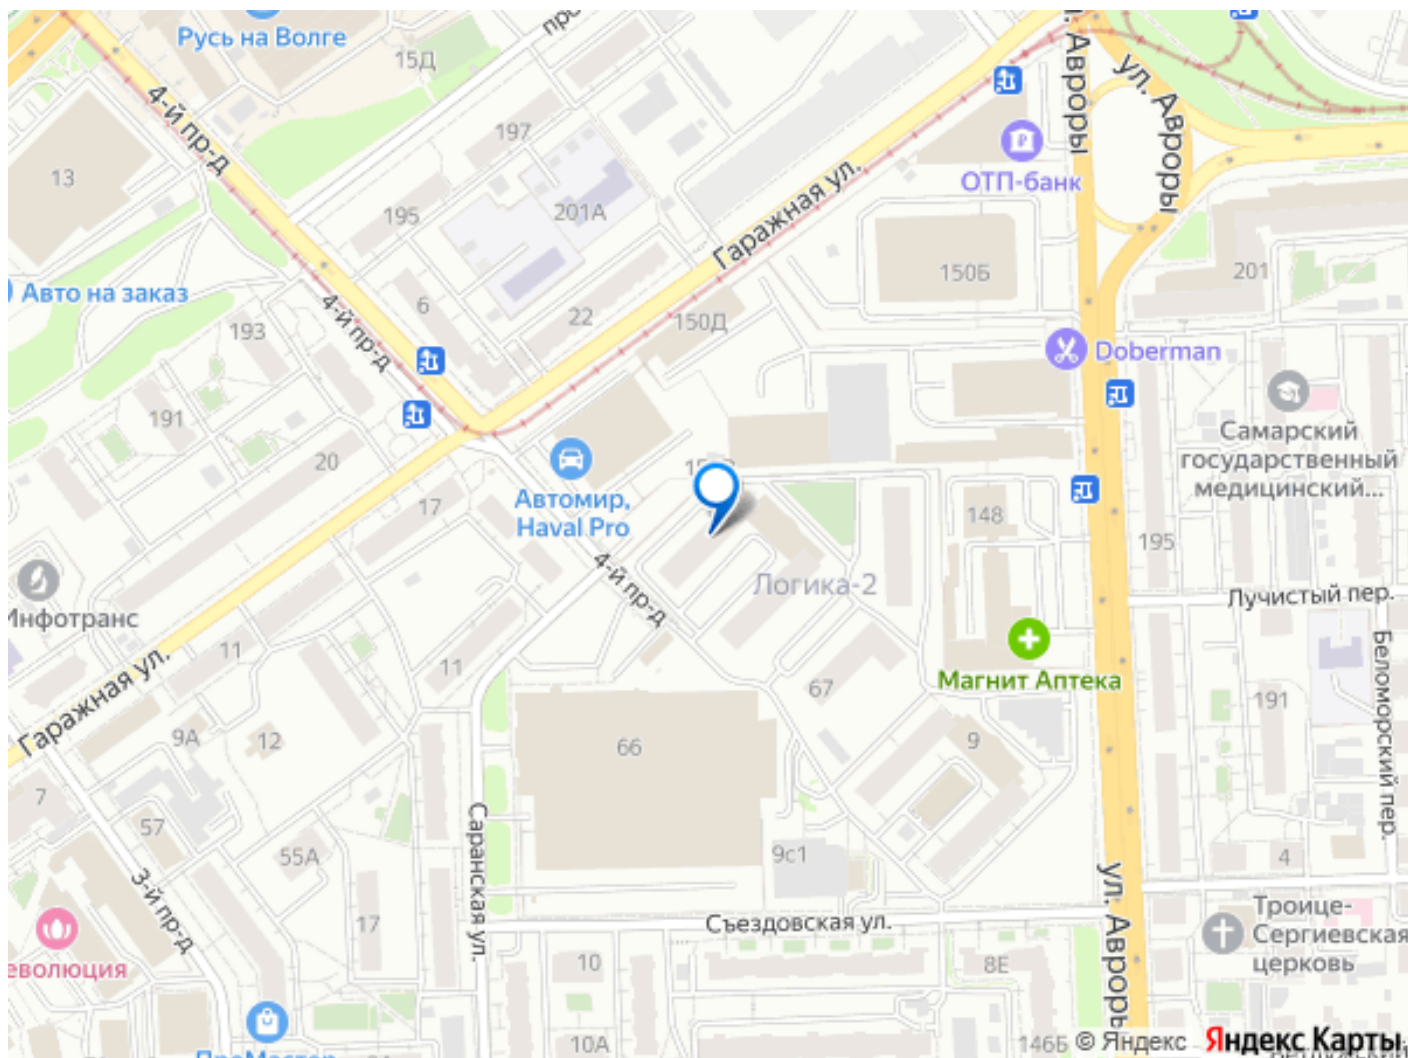 Русь на Волге
15Д
ул. Авроры
ул. Авроры
4-й пр-д
197
13
ОТП-банк
195
201А
Гаражная ул.
150Б
201
Авто на заказ
6
4-й пр-д
193
22
150Д
Doberman
191
Самарский
государственный
медицинский...
20
Автомир,
Haval Pro
17
148
195
4-й пр-д
Логика-2
Инфотранс
Лучистый пер.
11
11
Магнит Аптека
67
Беломорский пер.
Гаражная ул.
191
9А
12
66
9
7
57
Саранская ул.
55А
9с1
4
3-й пр-д
17
Съездовская ул.
ул. Авроры
Троице-
Сергиевская
церковь
еволюция
10
8Е
ПроМастер
10А
146Б
© Яндекс
Яндекс Карты